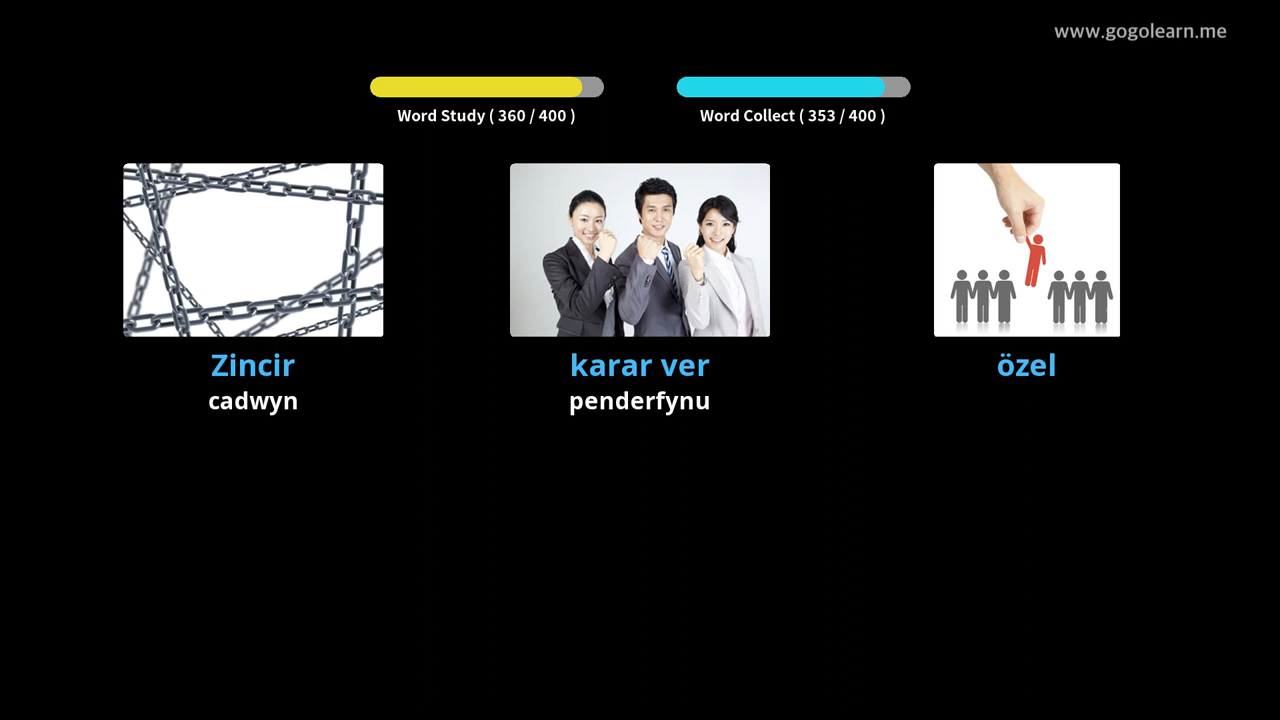 www.gogolearn.me
Word Study ( 360 / 400 )
Word Collect ( 353 / 400 )
Zincir
cadwyn
karar ver
penderfynu
özel